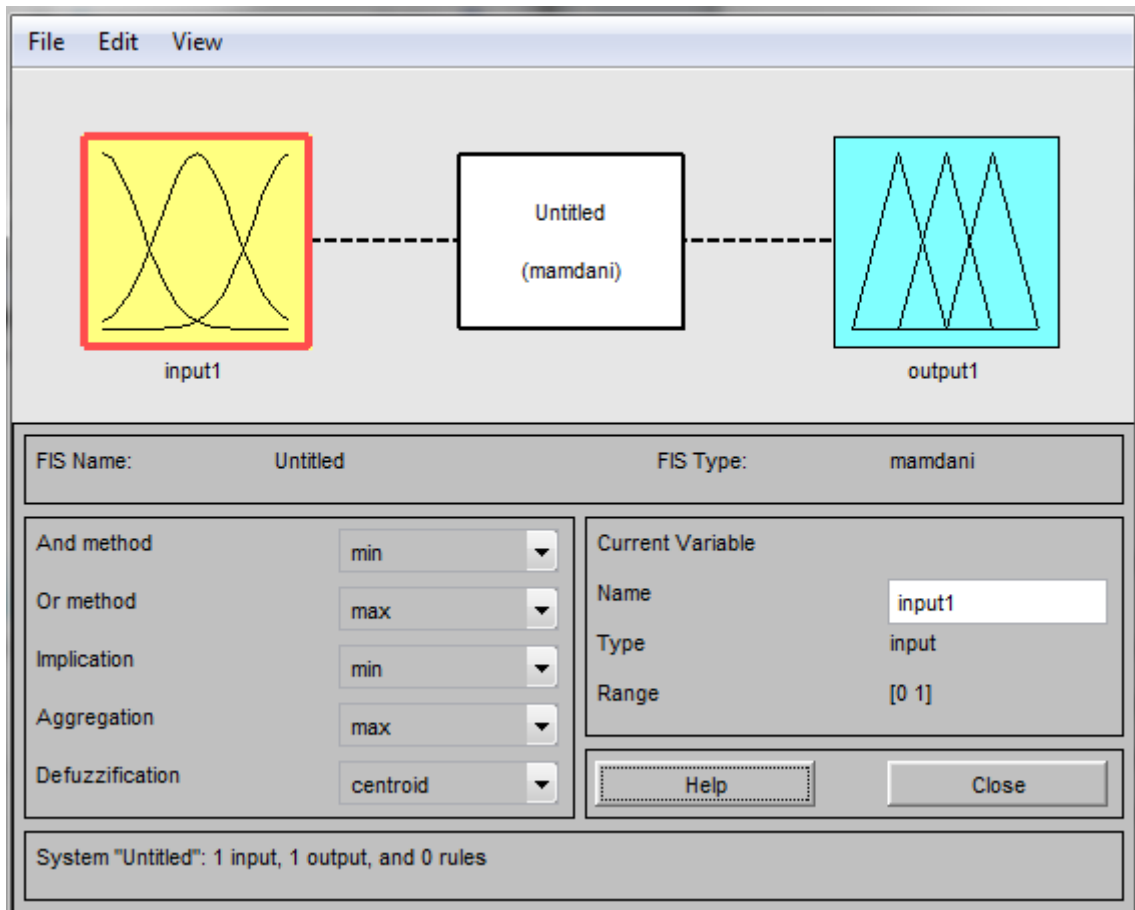 File Edit View
Untitled
(mamdani)
input1
output1
FIS Name: Untitled FIS Type: mamdani
And method min
Or method max
Implication min
Aggregation max
Defuzzification centroid
Current Variable
Name input1
Type input
Range [0 1]
Help Close
System "Untitled": 1 input, 1 output, and 0 rules